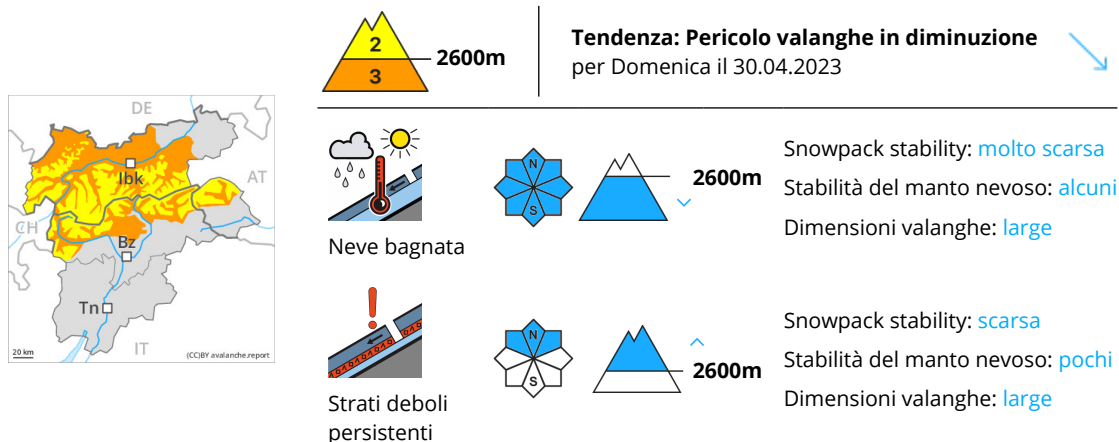 2
3
2600m
Tendenza: Pericolo valanghe in diminuzione
per Domenica il 30.04.2023
DE
Ibk
AT
CH
Bz
Tn
IT
20 km
(CC)BY avalanche.report
Neve bagnata
N
S
2600m
Snowpack stability: molto scarsa
Stabilità del manto nevoso: alcuni
Dimensioni valanghe: large
Strati deboli
persistenti
N
S
2600m
Snowpack stability: scarsa
Stabilità del manto nevoso: pochi
Dimensioni valanghe: large